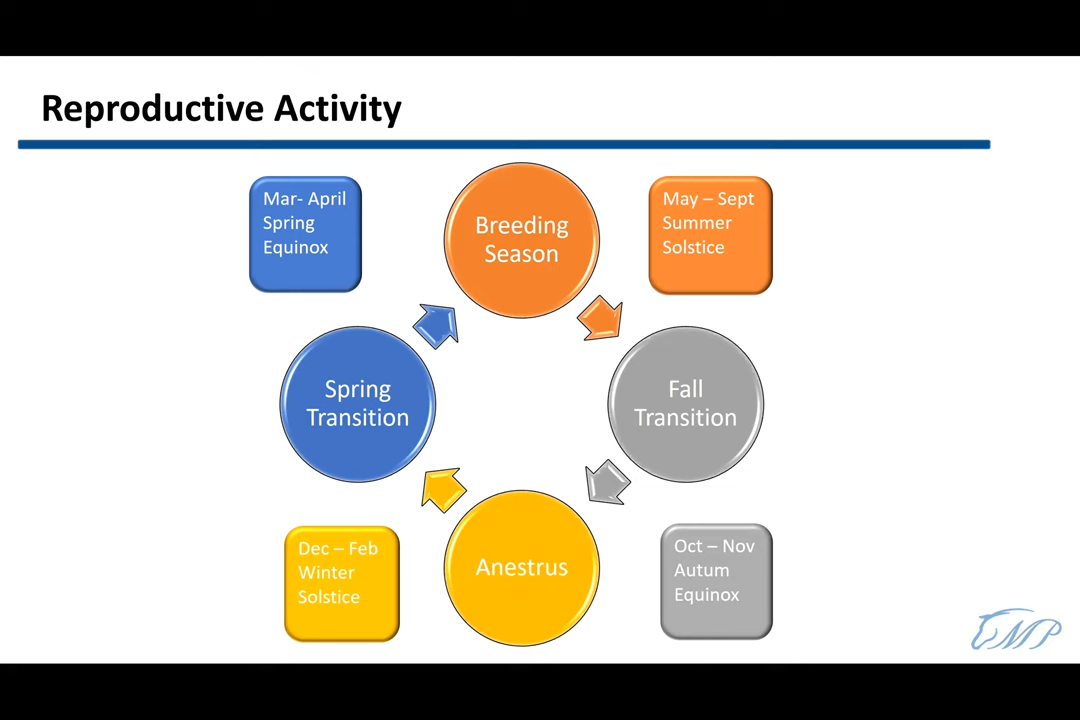 Reproductive Activity
Mar- April
Spring
Equinox
Breeding
Season
May – Sept
Summer
Solstice
Spring
Transition
Fall
Transition
Dec – Feb
Winter
Solstice
Anestrus
Oct – Nov
Autum
Equinox
EMP